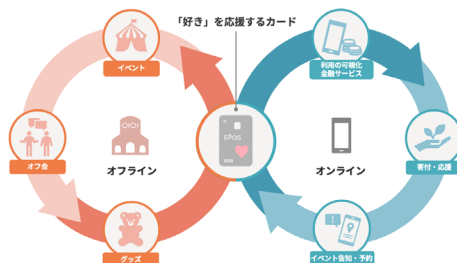 「好き」を応援するカード
イベント
利用の可視化
金融サービス
OIOI
EPOS
VISA
オフ会
オフライン
オンライン
寄付・応援
グッズ
イベント告知・予約